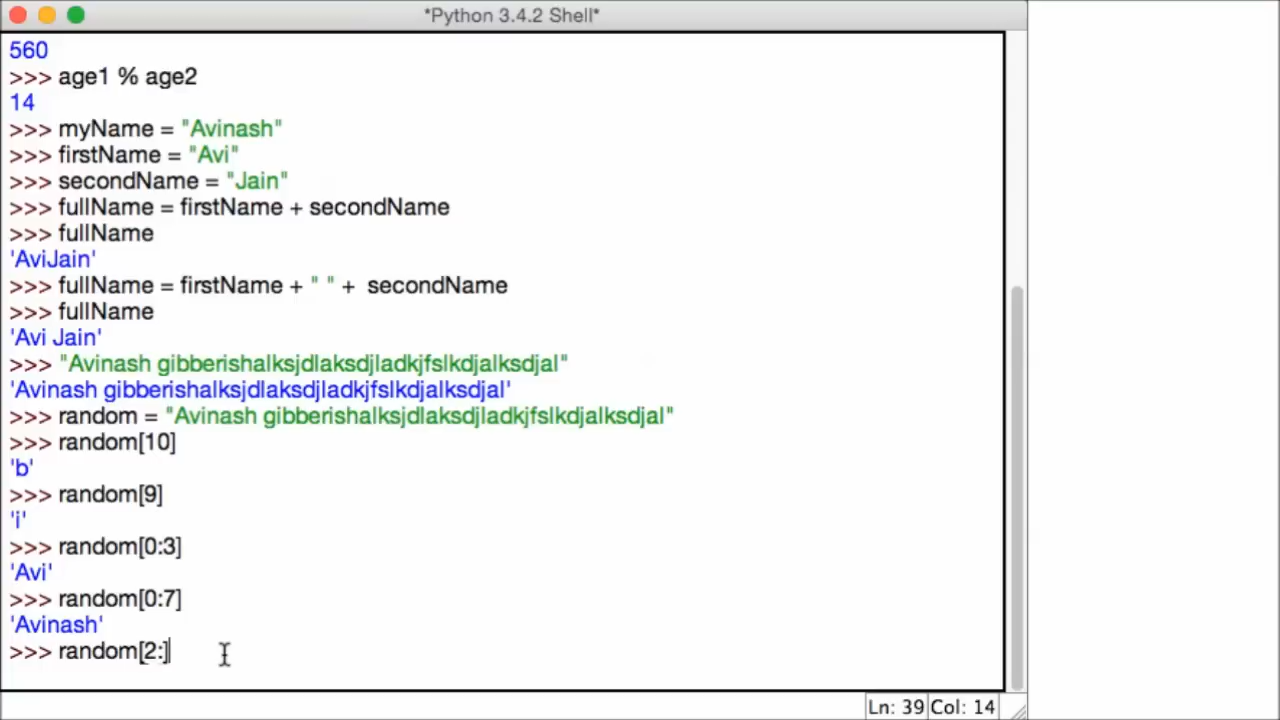 *Python 3.4.2 Shell*
560
>>> age1 % age2
14
>>> myName = "Avinash"
>>> firstName = "Avi"
>>> secondName = "Jain"
>>> fullName = firstName + secondName
>>> fullName
'AviJain'
>>> fullName = firstName + " " +  secondName
>>> fullName
'Avi Jain'
>>> "Avinash gibberishalksjdlaksdjladkjfslkdjalksdjal"
'Avinash gibberishalksjdlaksdjladkjfslkdjalksdjal'
>>> random = "Avinash gibberishalksjdlaksdjladkjfslkdjalksdjal"
>>> random[10]
'b'
>>> random[9]
'i'
>>> random[0:3]
'Avi'
>>> random[0:7]
'Avinash'
>>> random[2:]
Ln: 39 Col: 14